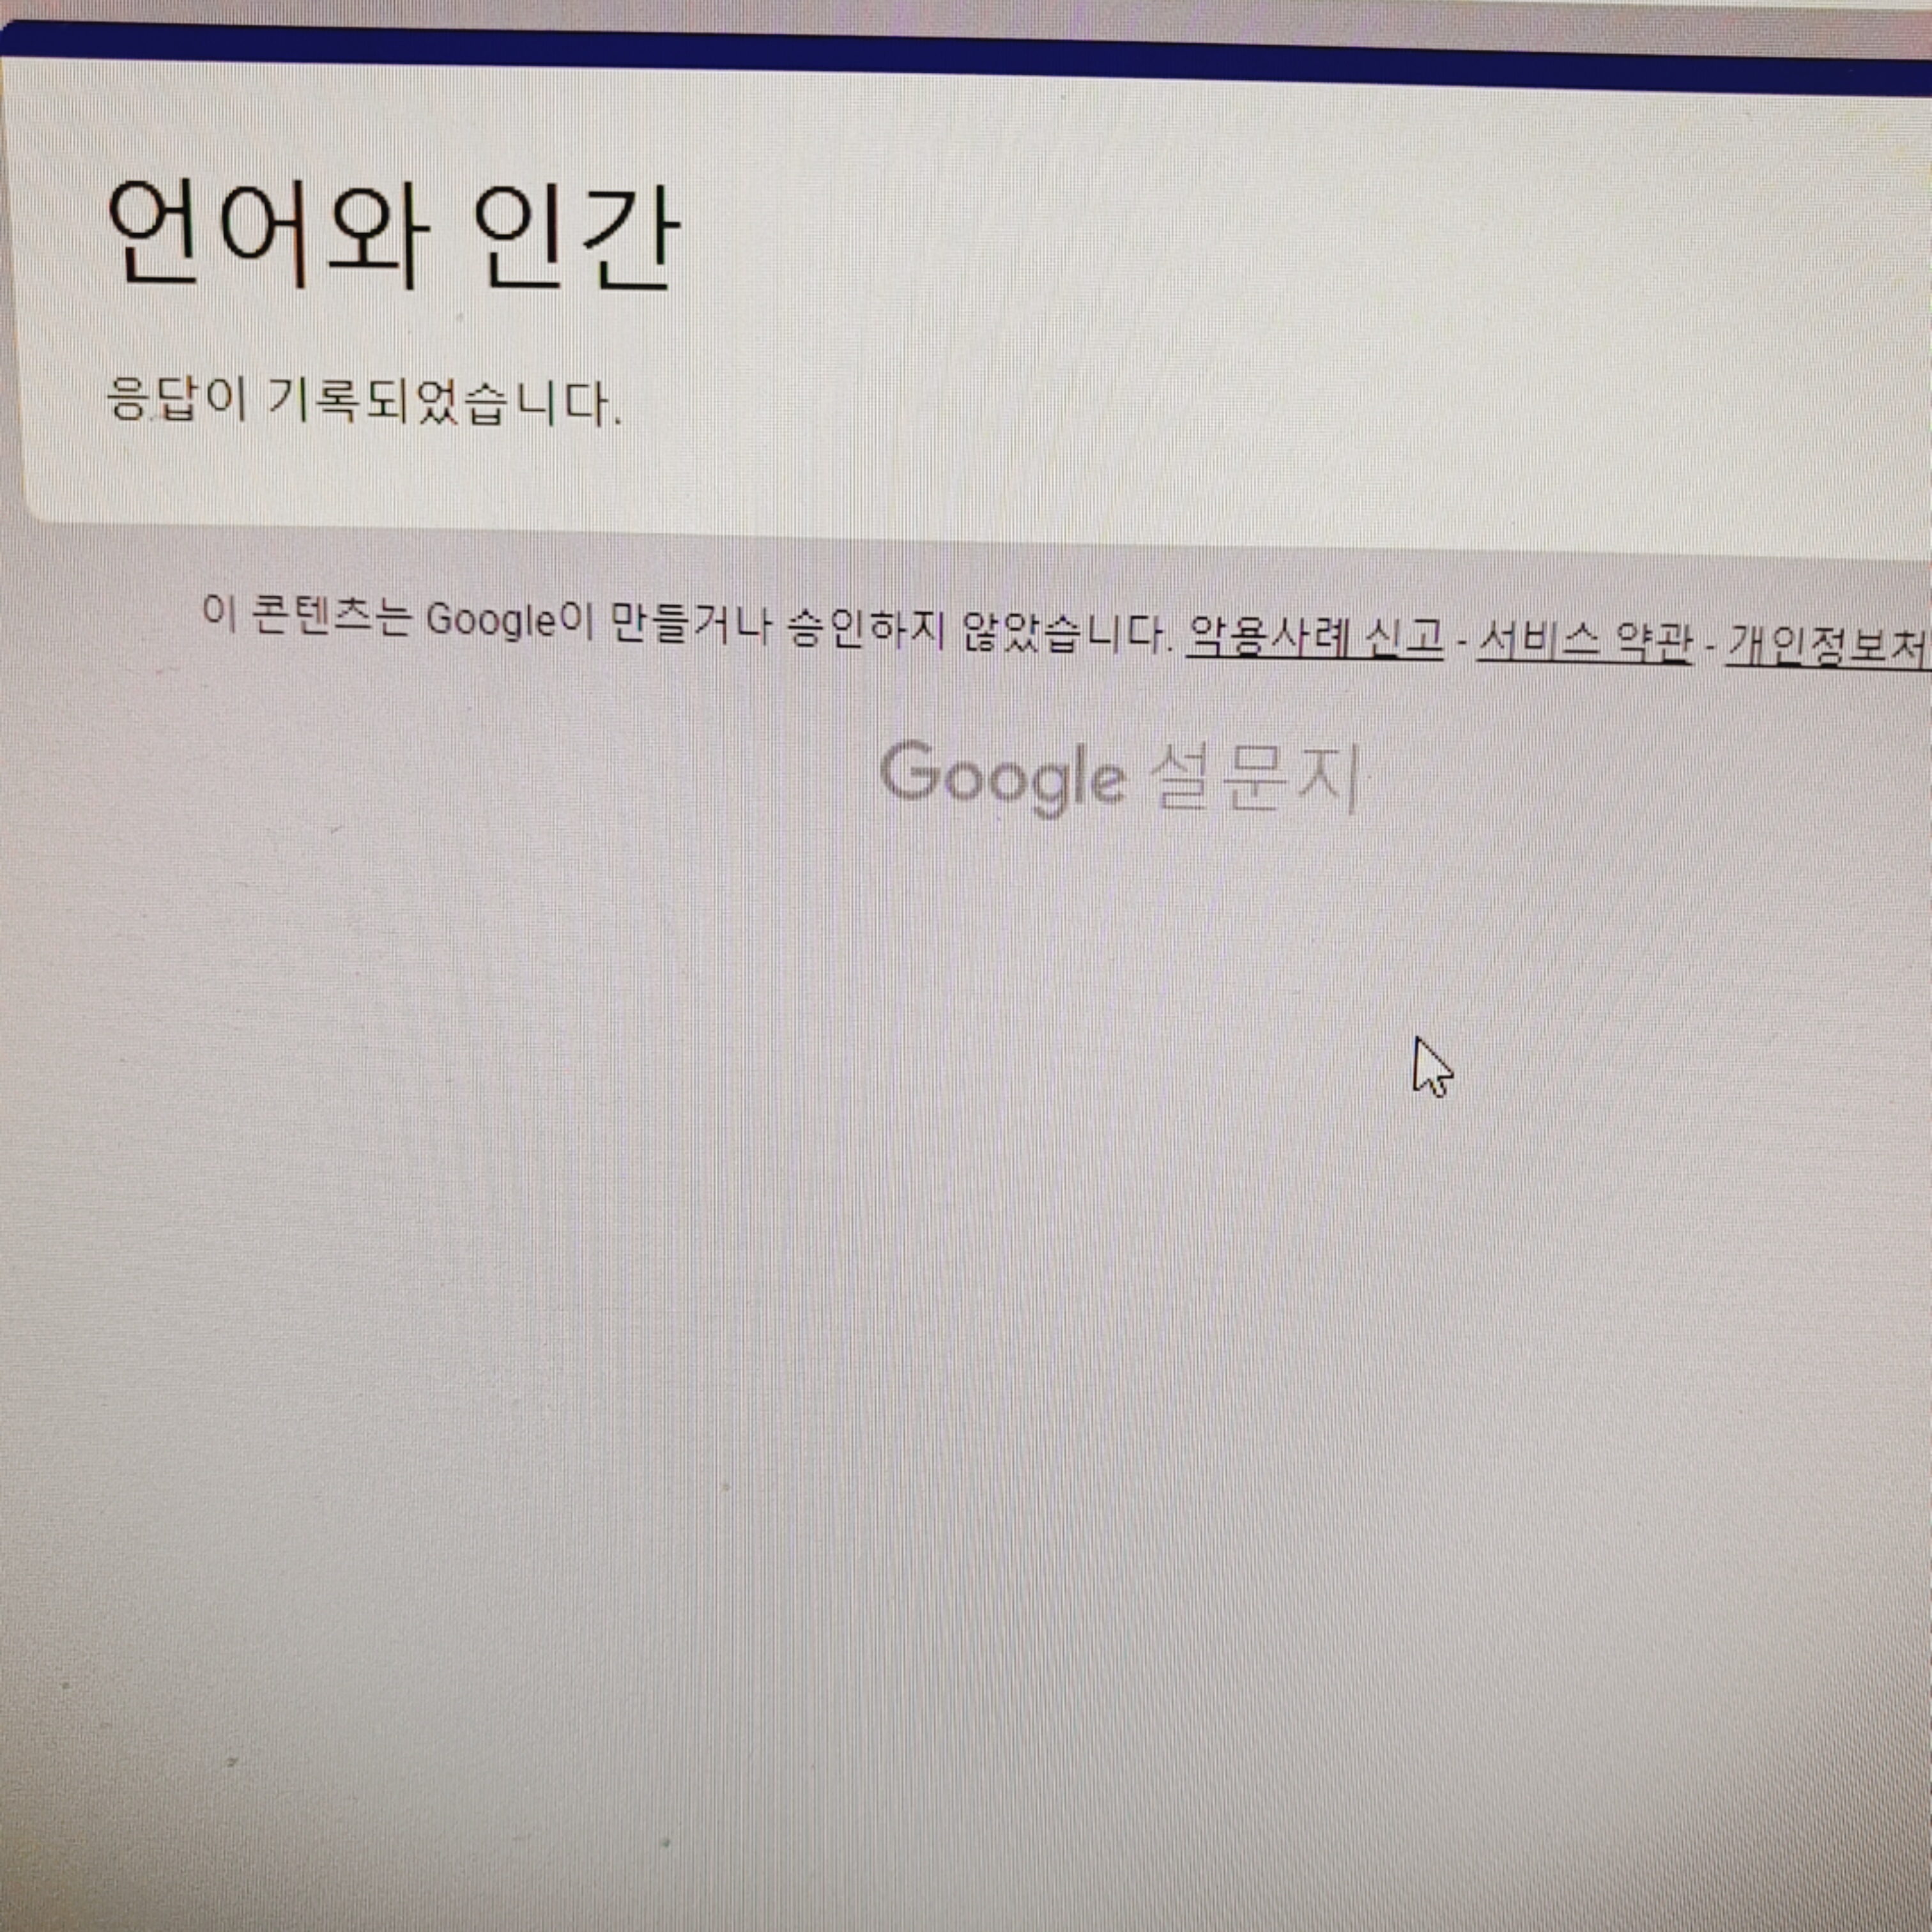 언어와 인간
응답이 기록되었습니다.
이 콘텐츠는 Google이 만들거나 승인하지 않았습니다. 악용사례 신고 - 서비스 약관 - 개인정보처
Google 설문지